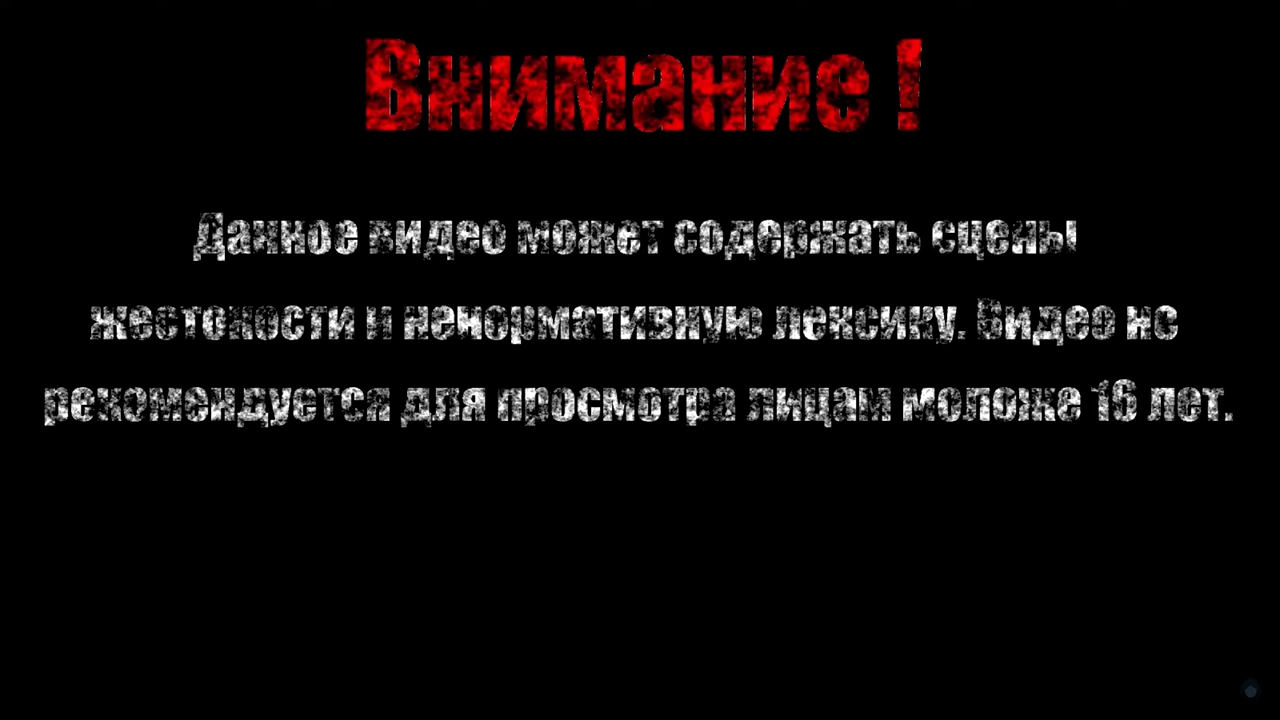 Внимание !
Данное видео может содержать сцены
жестокости и ненормативную лексику. Видео не
рекомендуется для просмотра лицам моложе 16 лет.